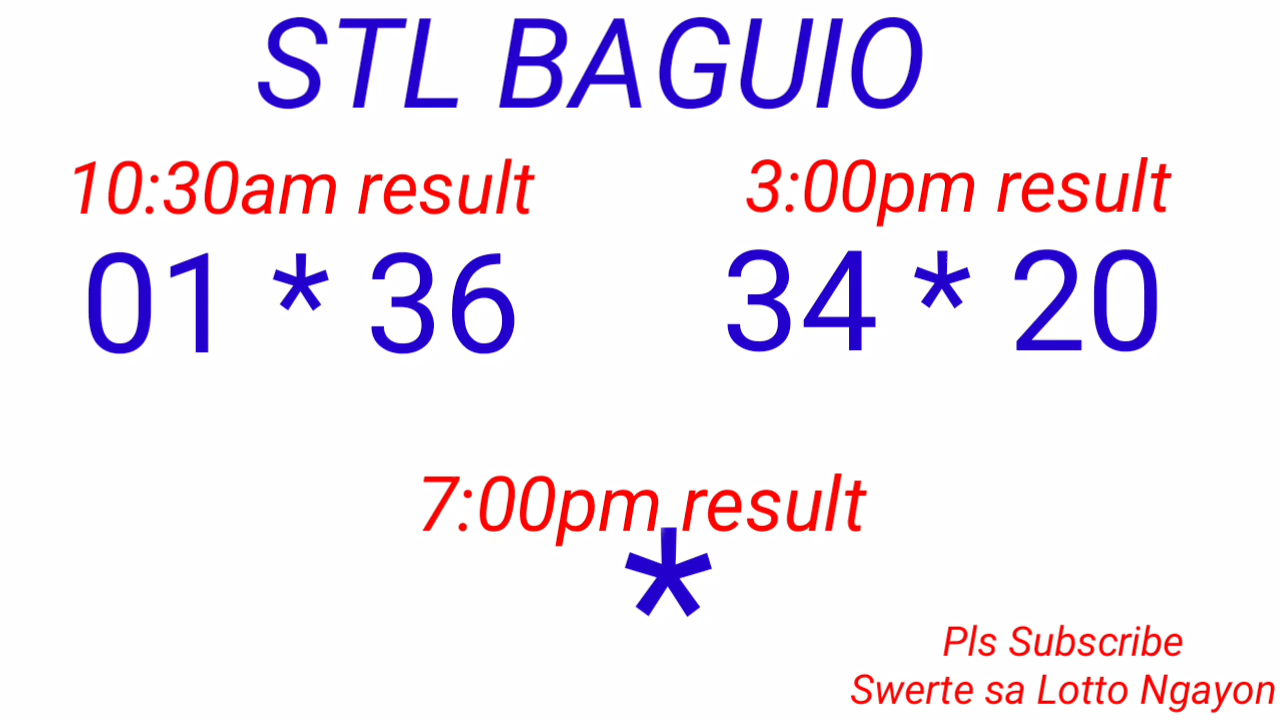 STL BAGUIO
10:30am result
01 * 36
3:00pm result
34 * 20
7:00pm result
*
Pls Subscribe
Swerte sa Lotto Ngayon